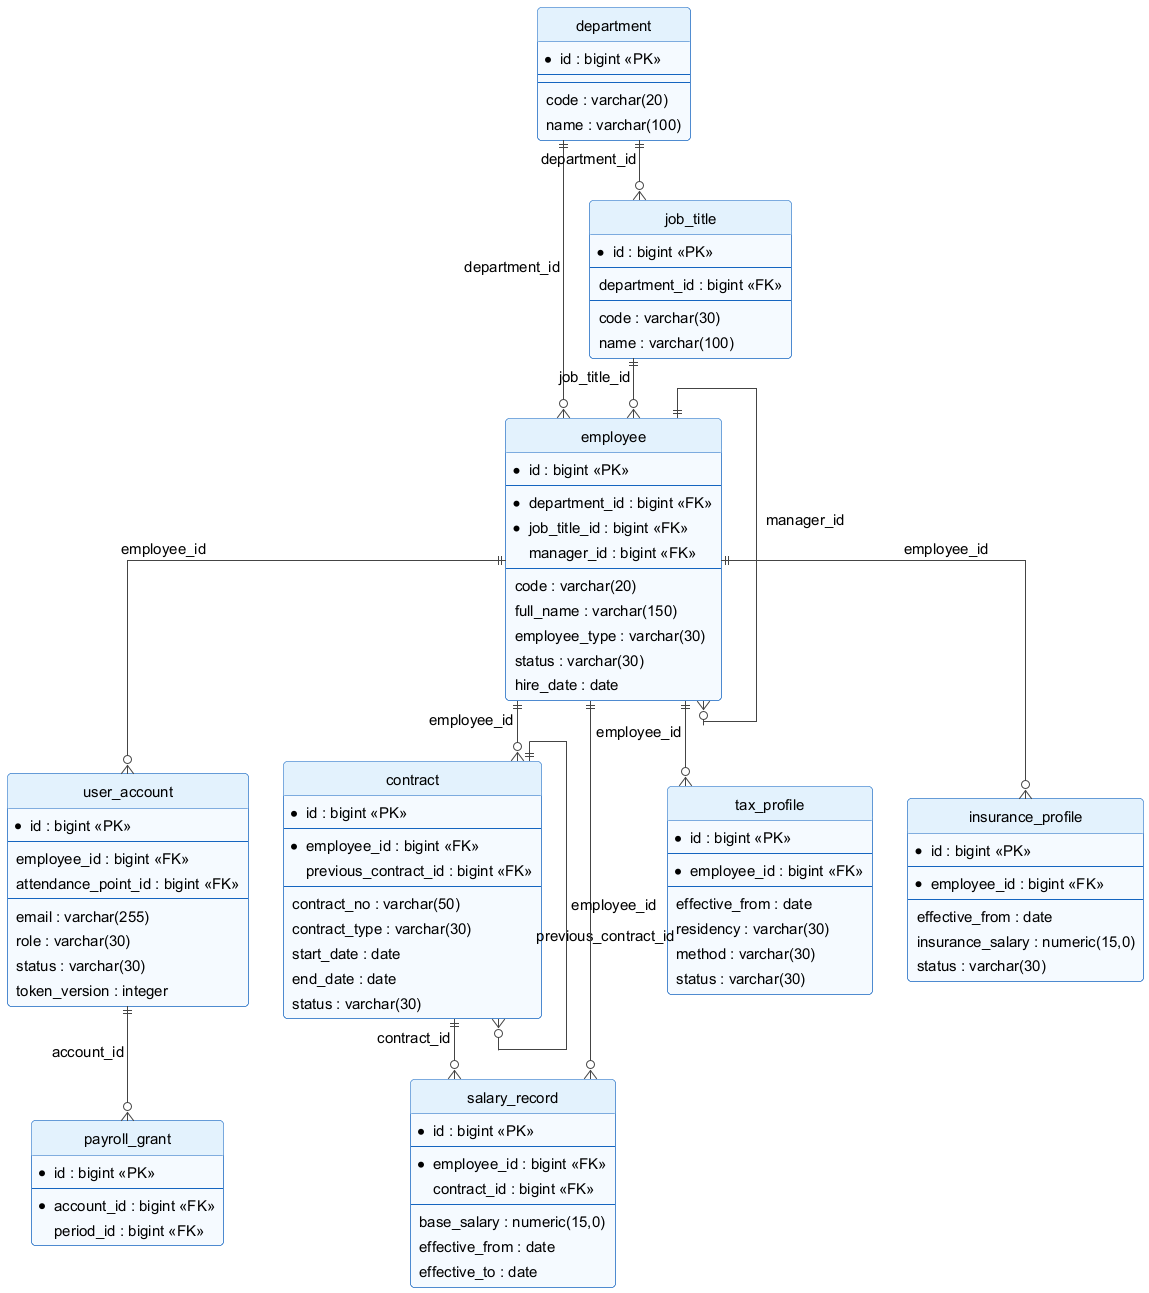 department
* id : bigint «PK»
code : varchar(20)
name : varchar(100)
department_id
job_title
* id : bigint «PK»
department_id : bigint «FK»
code : varchar(30)
name : varchar(100)
department_id
job_title_id
employee
* id : bigint «PK»
* department_id : bigint «FK»
* job_title_id : bigint «FK»
manager_id : bigint «FK»
code : varchar(20)
full_name : varchar(150)
employee_type : varchar(30)
status : varchar(30)
hire_date : date
manager_id
employee_id
employee_id
employee_id
employee_id
user_account
* id : bigint «PK»
employee_id : bigint «FK»
attendance_point_id : bigint «FK»
email : varchar(255)
role : varchar(30)
status : varchar(30)
token_version : integer
contract
* id : bigint «PK»
* employee_id : bigint «FK»
previous_contract_id : bigint «FK»
contract_no : varchar(50)
contract_type : varchar(30)
start_date : date
end_date : date
status : varchar(30)
employee_id
previous_contract_id
tax_profile
* id : bigint «PK»
* employee_id : bigint «FK»
effective_from : date
residency : varchar(30)
method : varchar(30)
status : varchar(30)
insurance_profile
* id : bigint «PK»
* employee_id : bigint «FK»
effective_from : date
insurance_salary : numeric(15,0)
status : varchar(30)
account_id
contract_id
payroll_grant
* id : bigint «PK»
* account_id : bigint «FK»
period_id : bigint «FK»
salary_record
* id : bigint «PK»
* employee_id : bigint «FK»
contract_id : bigint «FK»
base_salary : numeric(15,0)
effective_from : date
effective_to : date